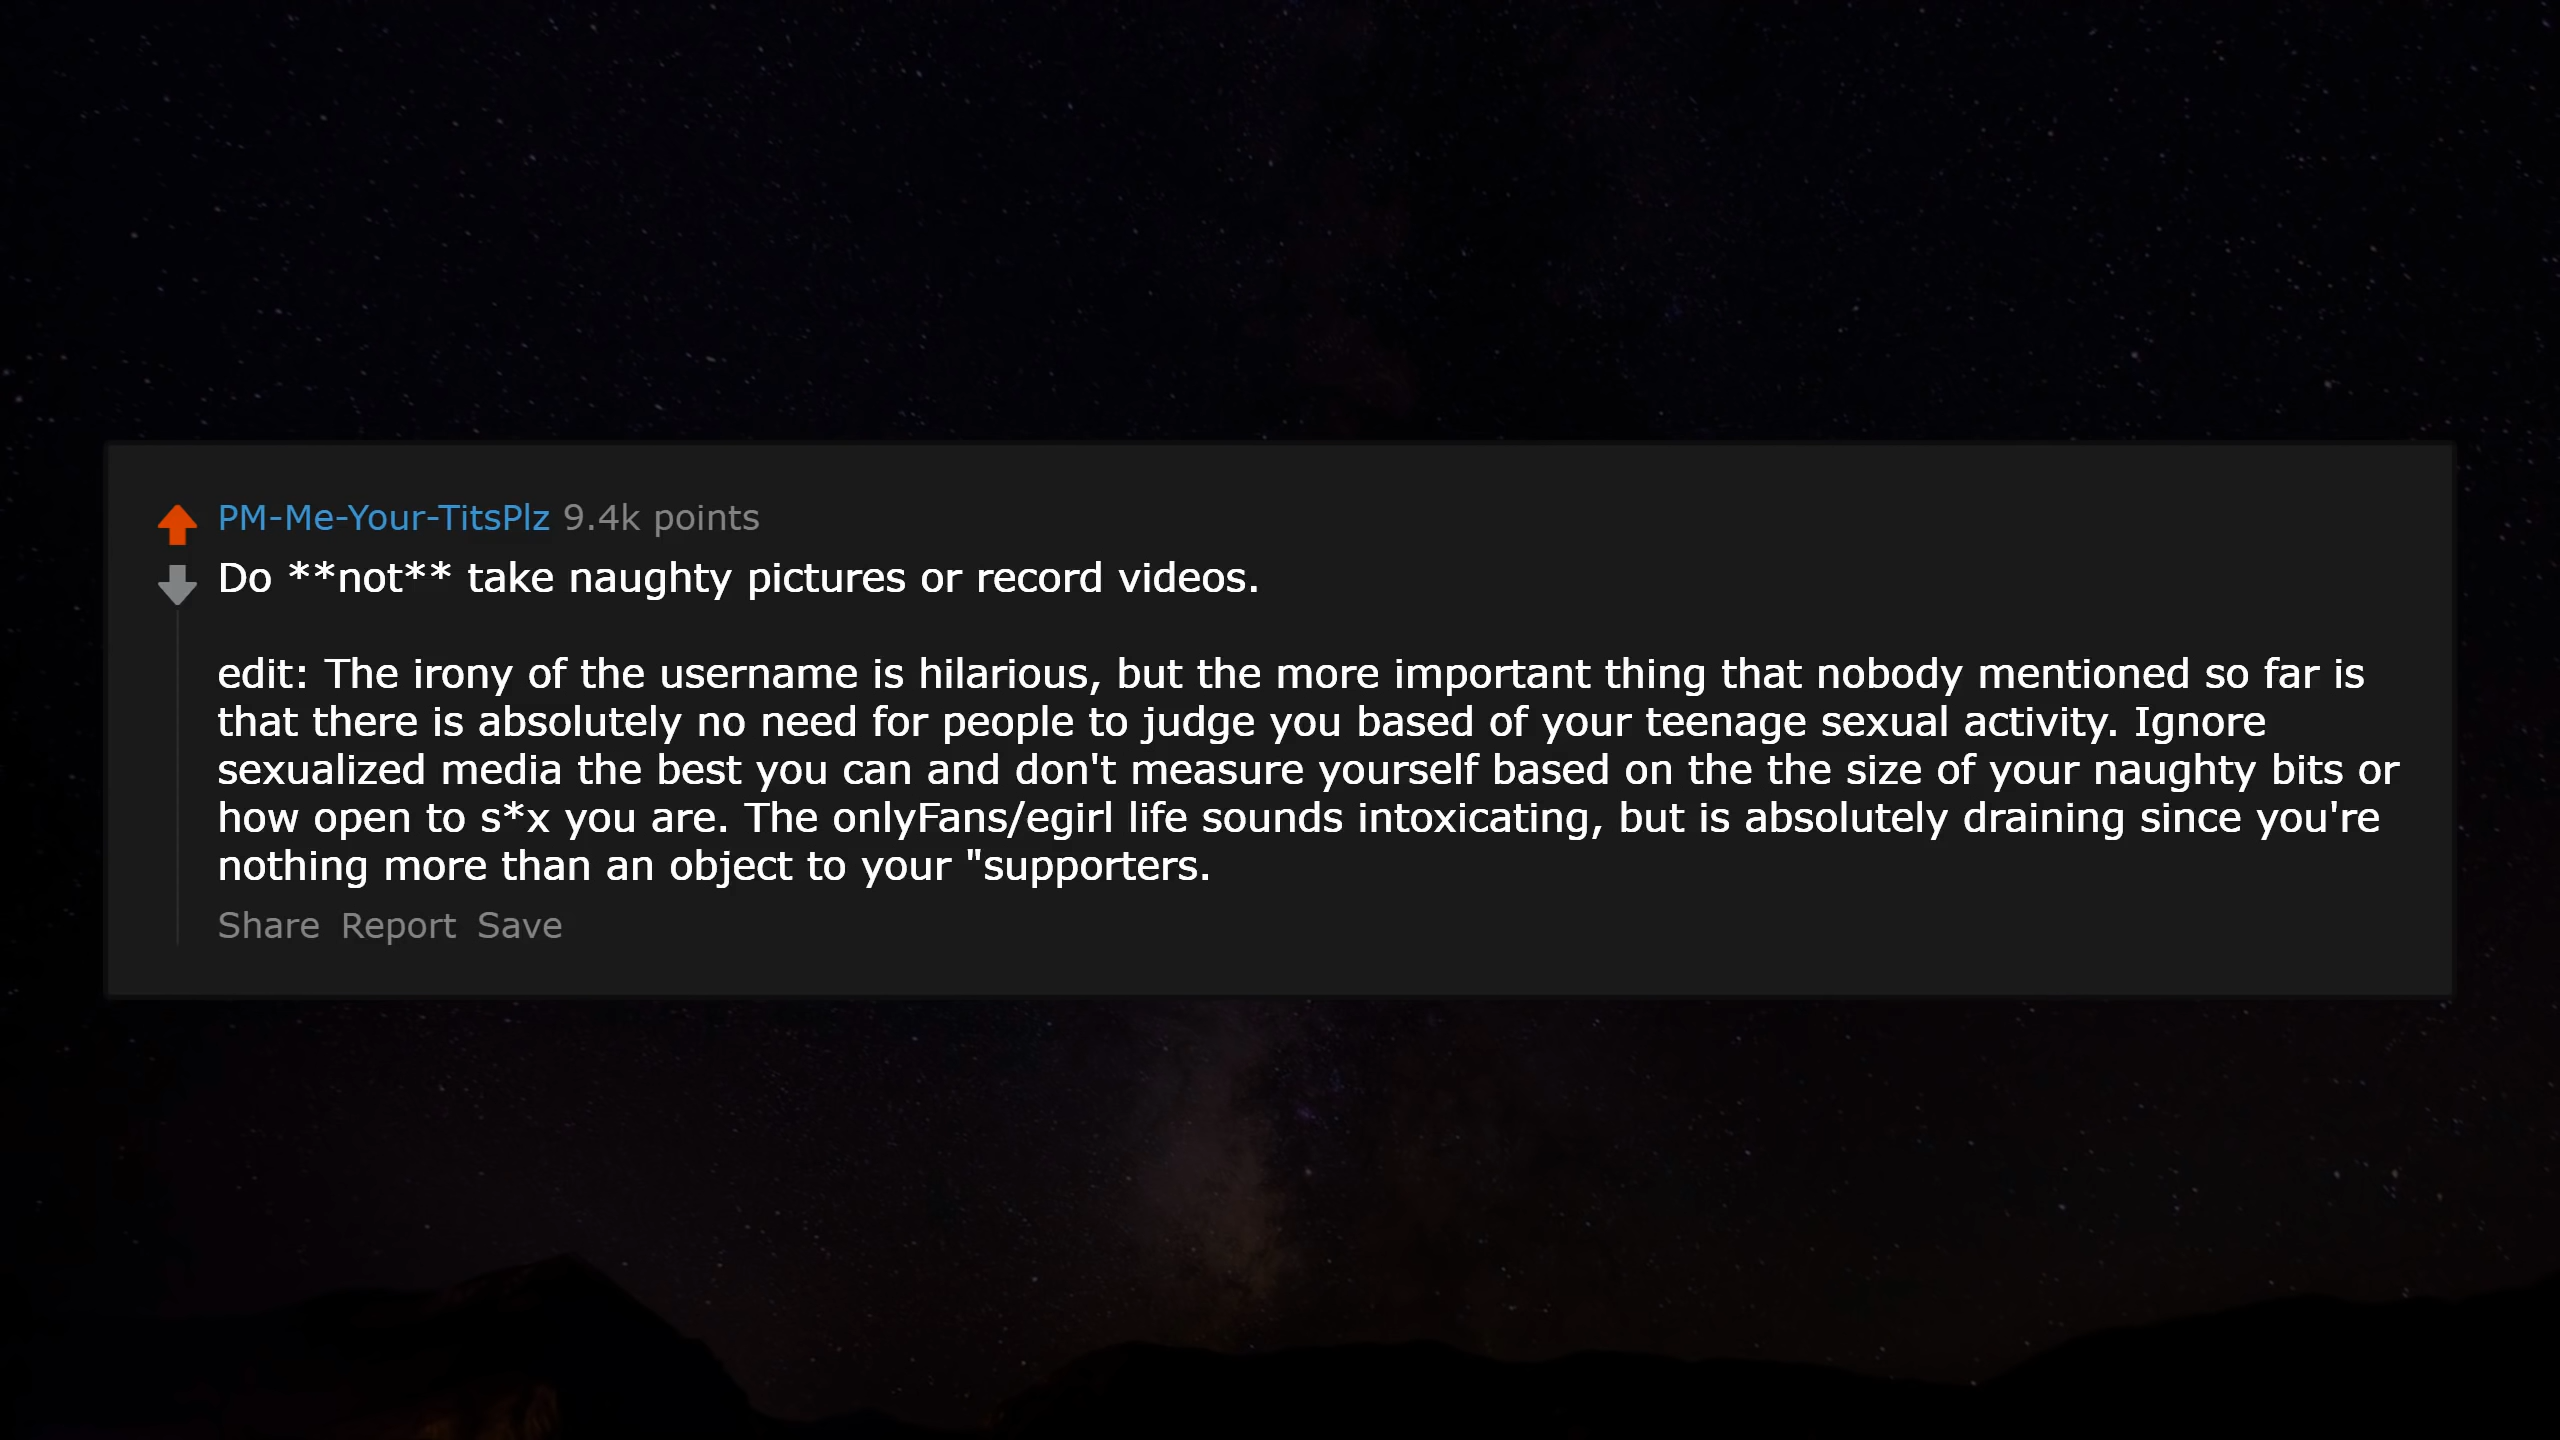 PM-Me-Your-TitsPlz 9.4k points
Do **not** take naughty pictures or record videos.
edit: The irony of the username is hilarious, but the more important thing that nobody mentioned so far is
that there is absolutely no need for people to judge you based of your teenage sexual activity. Ignore
sexualized media the best you can and don't measure yourself based on the the size of your naughty bits or
how open to s*x you are. The onlyFans/egirl life sounds intoxicating, but is absolutely draining since you're
nothing more than an object to your "supporters.
Share Report Save